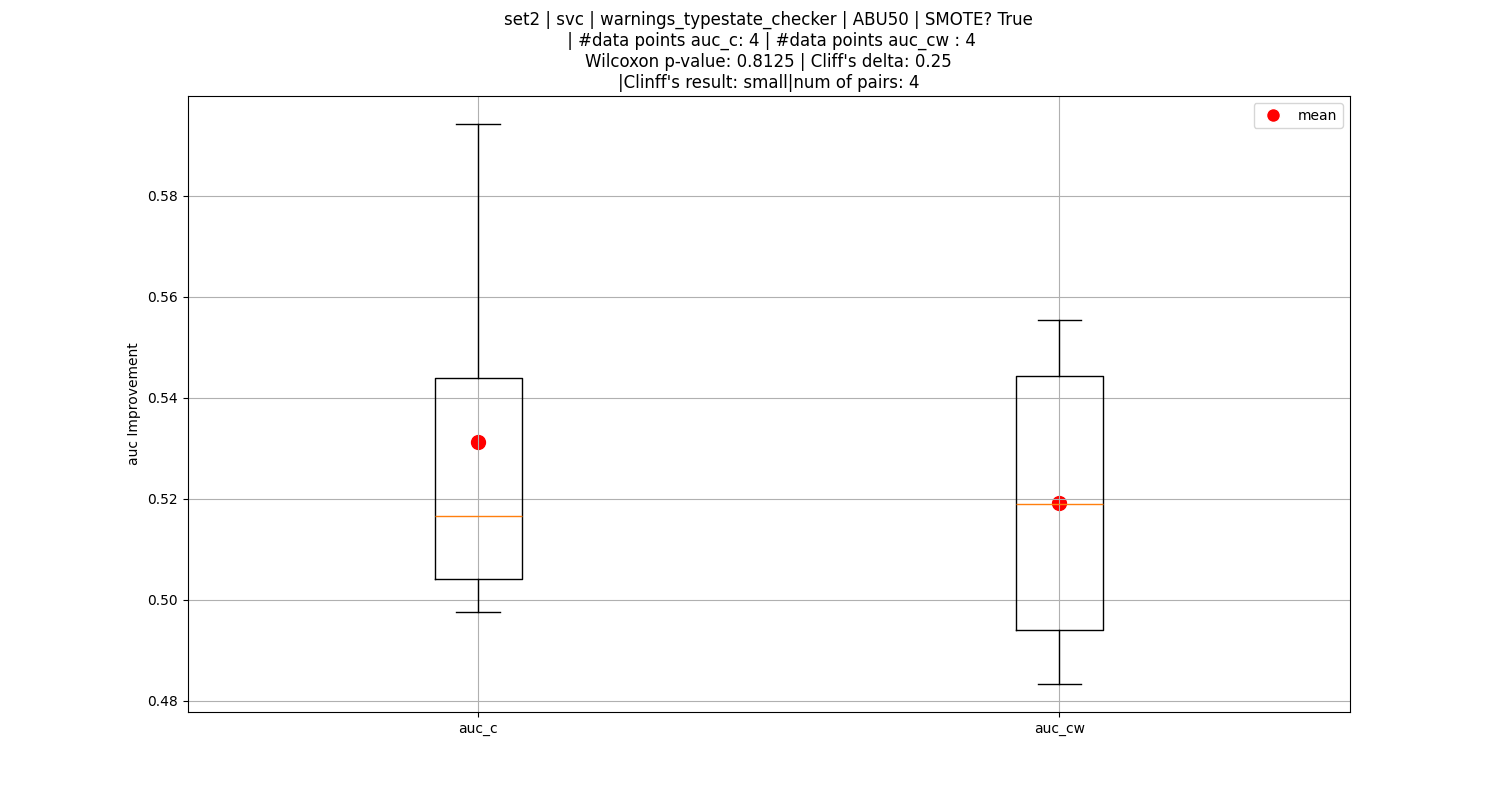 set2 | svc | warnings_typestate_checker | ABU50 | SMOTE? True
| #data points auc_c: 4 | #data points auc_cw : 4
Wilcoxon p-value: 0.8125 | Cliff's delta: 0.25
|Clinff's result: small|num of pairs: 4
mean
0.58
0.56
0.54
0.52
0.50
0.48
auc Improvement
auc_c
auc_cw